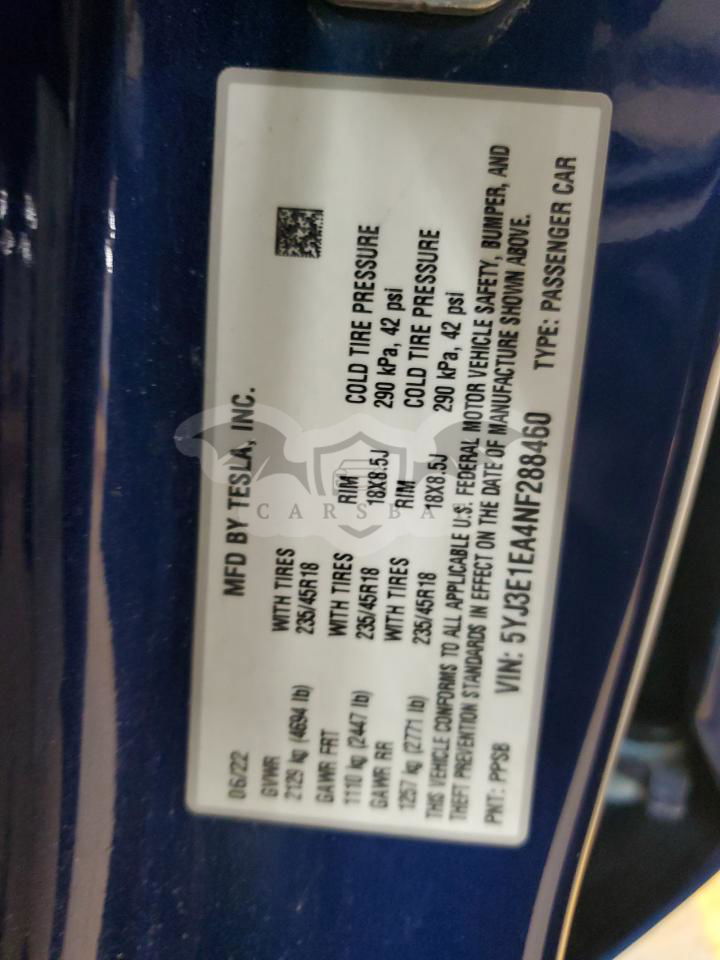 MFD BY TESLA, INC.
06/22
GVWR
2129 kg (4694 lb)
WITH TIRES
235/45R18
GAWR FRT
1110 kg (2447 lb)
WITH TIRES
235/45R18
RIM
18X8.5J
COLD TIRE PRESSURE
290 kPa, 42 psi
GAWR RR
1257 kg (2771 lb)
WITH TIRES
235/45R18
RIM
18X8.5J
COLD TIRE PRESSURE
290 kPa, 42 psi
THIS VEHICLE CONFORMS TO ALL APPLICABLE U.S. FEDERAL MOTOR VEHICLE SAFETY, BUMPER, AND
THEFT PREVENTION STANDARDS IN EFFECT ON THE DATE OF MANUFACTURE SHOWN ABOVE.
PNT: PPSB
VIN: 5YJ3E1EA4NF288460
TYPE: PASSENGER CAR